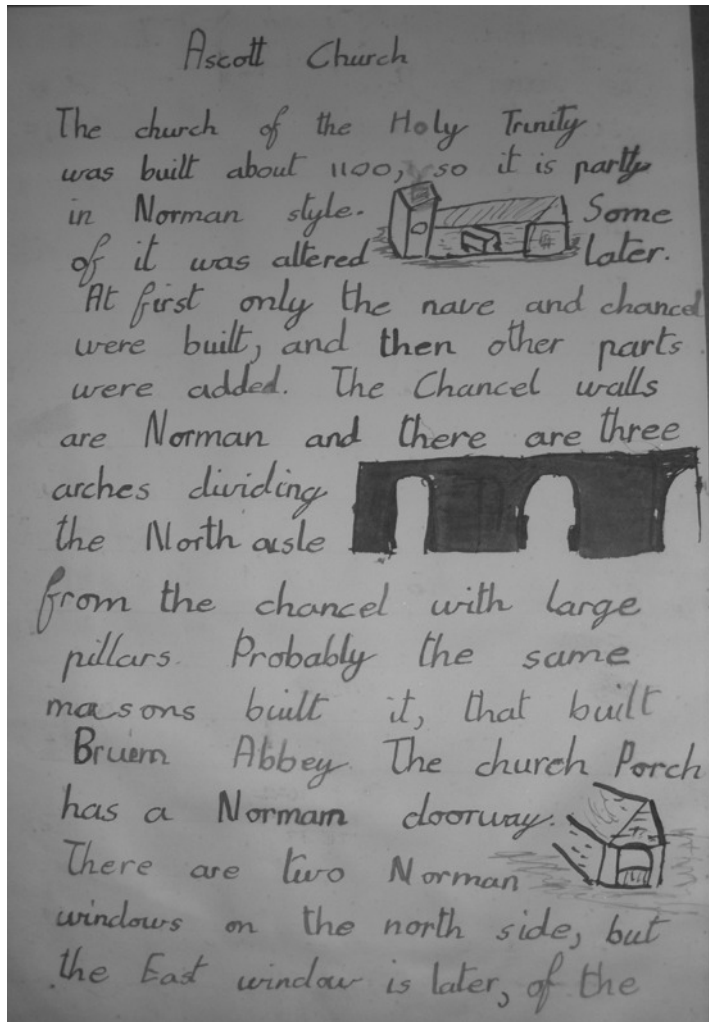 Ascott Church
The church of the Holy Trinity
was built about 1100, so it is partly
in Norman style. Some
of it was altered later.
At first only the nave and chancel
were built, and then other parts
were added. The Chancel walls
are Norman and there are three
arches dividing
the North aisle
from the chancel with large
pillars. Probably the same
masons built it, that built
Bruern Abbey. The church Porch
has a Norman doorway.
There are two Norman
windows on the north side, but
the East window is later, of the